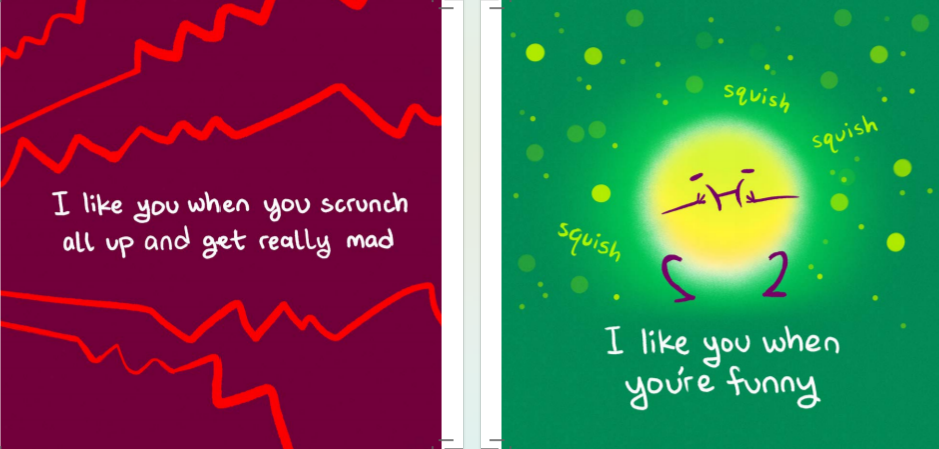 I like you when you scrunch
all up and get really mad
squish
squish
squish
I like you when
you're funny